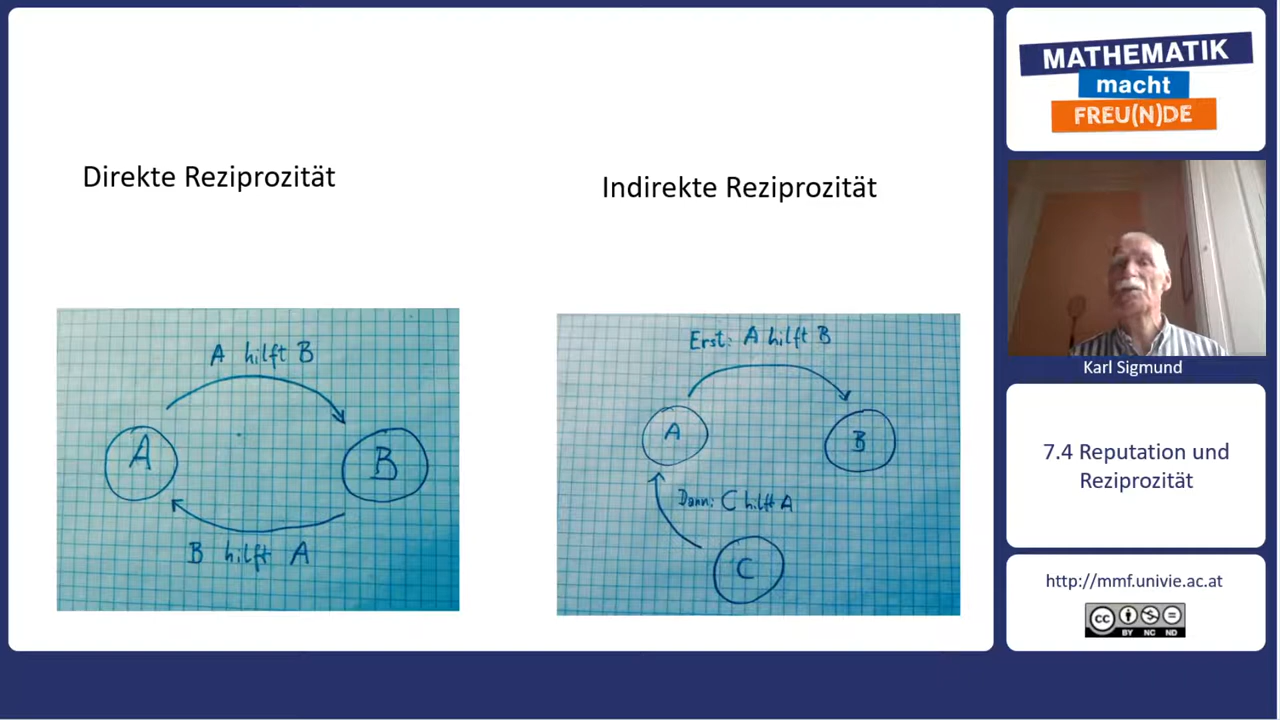 Direkte Reziprozität
Indirekte Reziprozität
A hilft B
A
B
B hilft A
Erst: A hilft B
A
B
Dann: C hilft A
C
MATHEMATIK
macht
FREU(N)DE
Karl Sigmund
7.4 Reputation und
Reziprozität
http://mmf.univie.ac.at
cc
BY NC ND